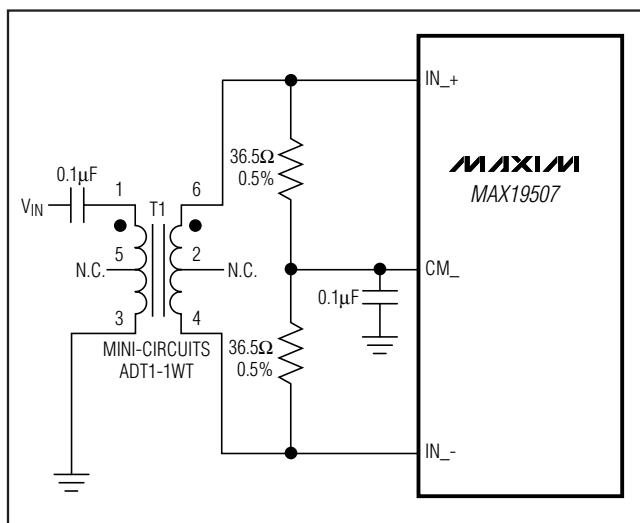 IN_+
36.5Ω
0.5%
MAXIM
MAX19507
0.1µF
1
6
VIN
T1
5
2
N.C.
N.C.
CM_
0.1µF
3
4
MINI-CIRCUITS
ADT1-1WT
36.5Ω
0.5%
IN_-